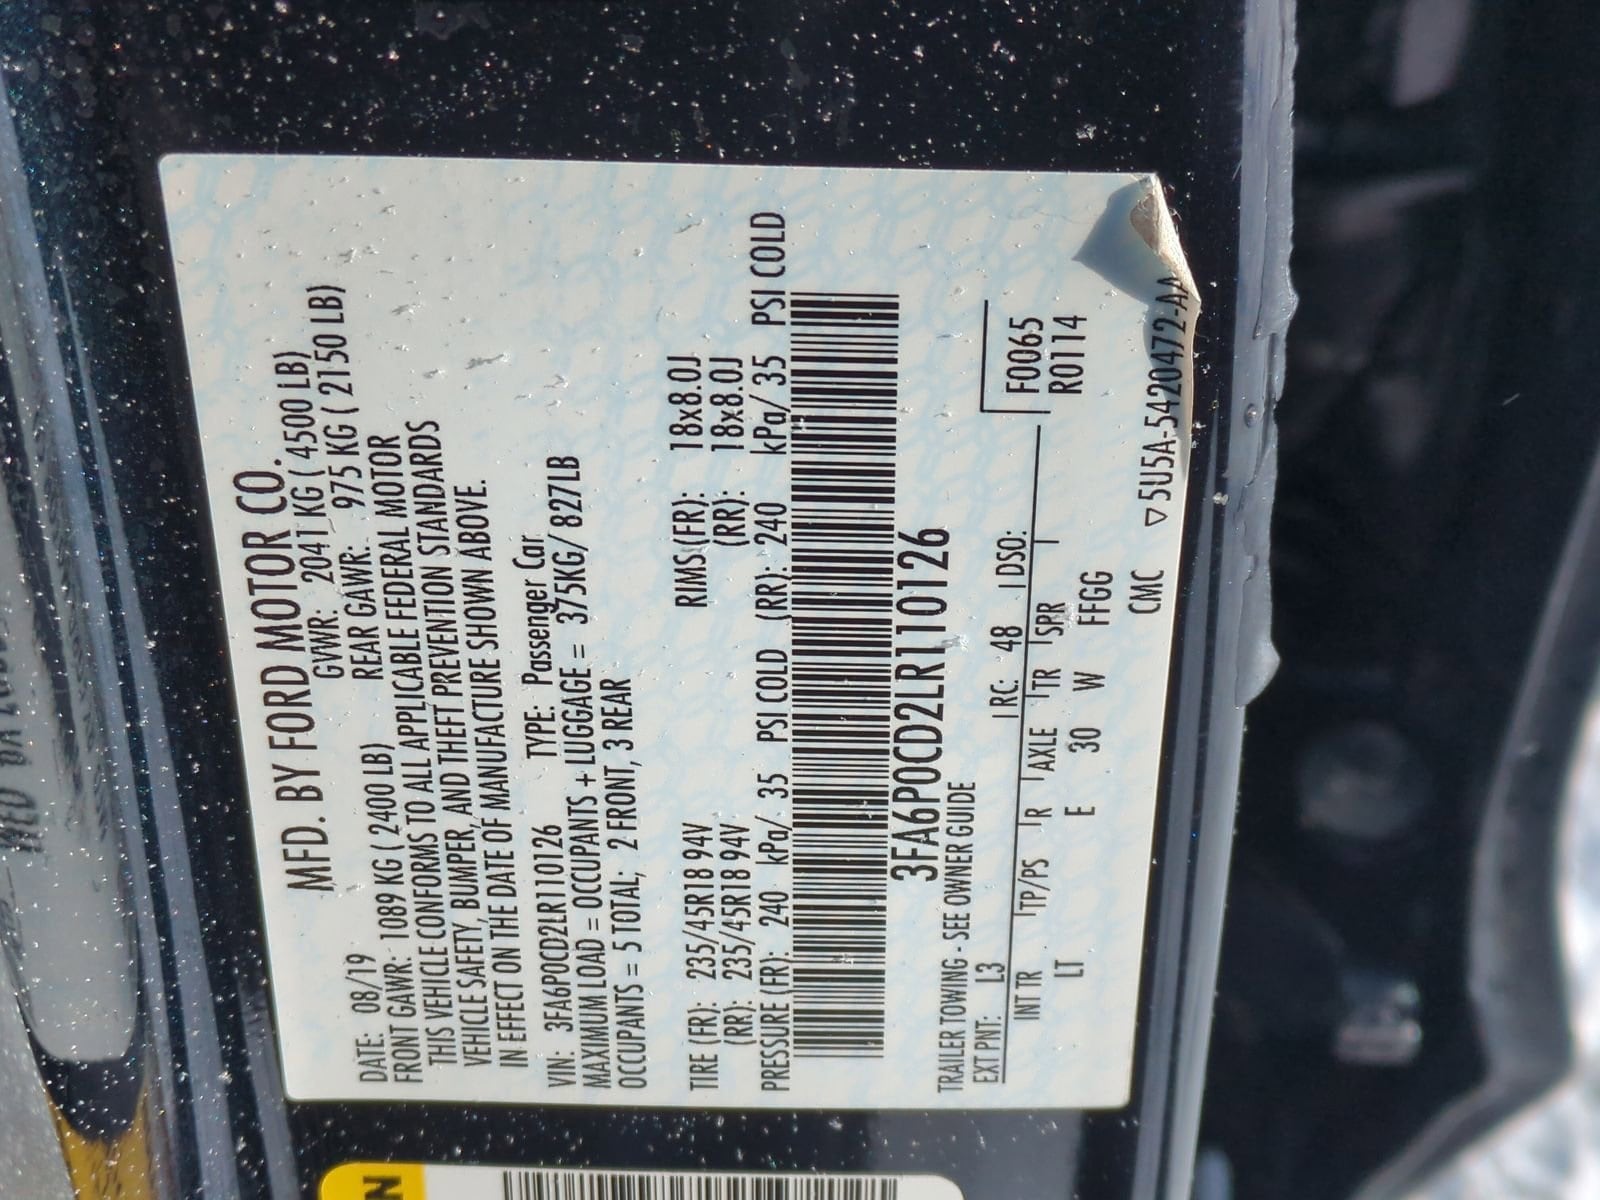 MFD. BY FORD MOTOR CO.
DATE: 08/19 GVWR: 2041 KG ( 4500 LB)
FRONT GAWR: 1089 KG ( 2400 LB) REAR GAWR: 975 KG ( 2150 LB)
THIS VEHICLE CONFORMS TO ALL APPLICABLE FEDERAL MOTOR
VEHICLE SAFETY, BUMPER, AND THEFT PREVENTION STANDARDS
IN EFFECT ON THE DATE OF MANUFACTURE SHOWN ABOVE.
VIN: 3FA6P0CD2LR110126 TYPE: Passenger Car
MAXIMUM LOAD = OCCUPANTS + LUGGAGE = 375KG/ 827LB
OCCUPANTS = 5 TOTAL; 2 FRONT, 3 REAR
TIRE (FR): 235/45R18 94V RIMS (FR): 18x8.0J
(RR): 235/45R18 94V (RR): 18x8.0J
PRESSURE (FR): 240 kPa/ 35 PSI COLD (RR): 240 kPa/ 35 PSI COLD
3FA6P0CD2LR110126
TRAILER TOWING - SEE OWNER GUIDE
EXT PNT: L3 RC: 48 DSO: F0065
INT TR TP/PS R AXLE TR SPR R0114
LT E 30 W FFGG
CMC ▽5U5A-5420472-AA
N